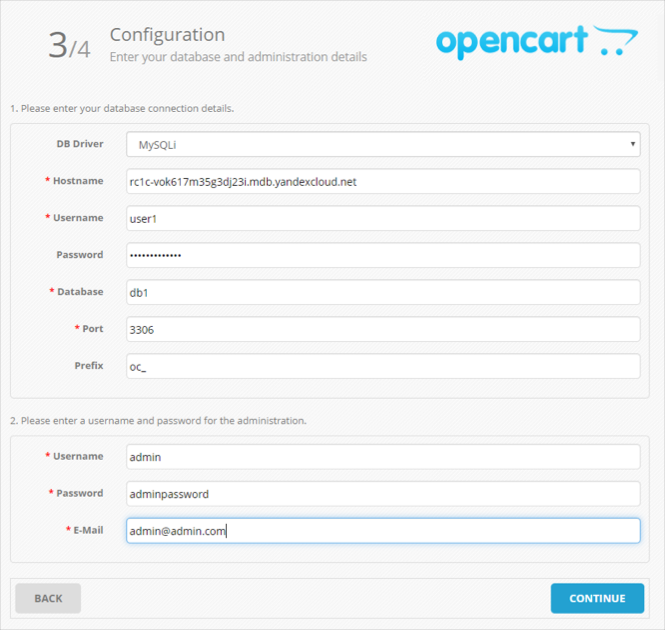 3/4
Configuration
Enter your database and administration details
opencart
1. Please enter your database connection details.
DB Driver MySQLi
* Hostname rc1c-vok617m35g3dj23i.mdb.yandexcloud.net
* Username user1
Password •••••••••••••
* Database db1
* Port 3306
Prefix oc_
2. Please enter a username and password for the administration.
* Username admin
* Password adminpassword
* E-Mail admin@admin.com
BACK CONTINUE